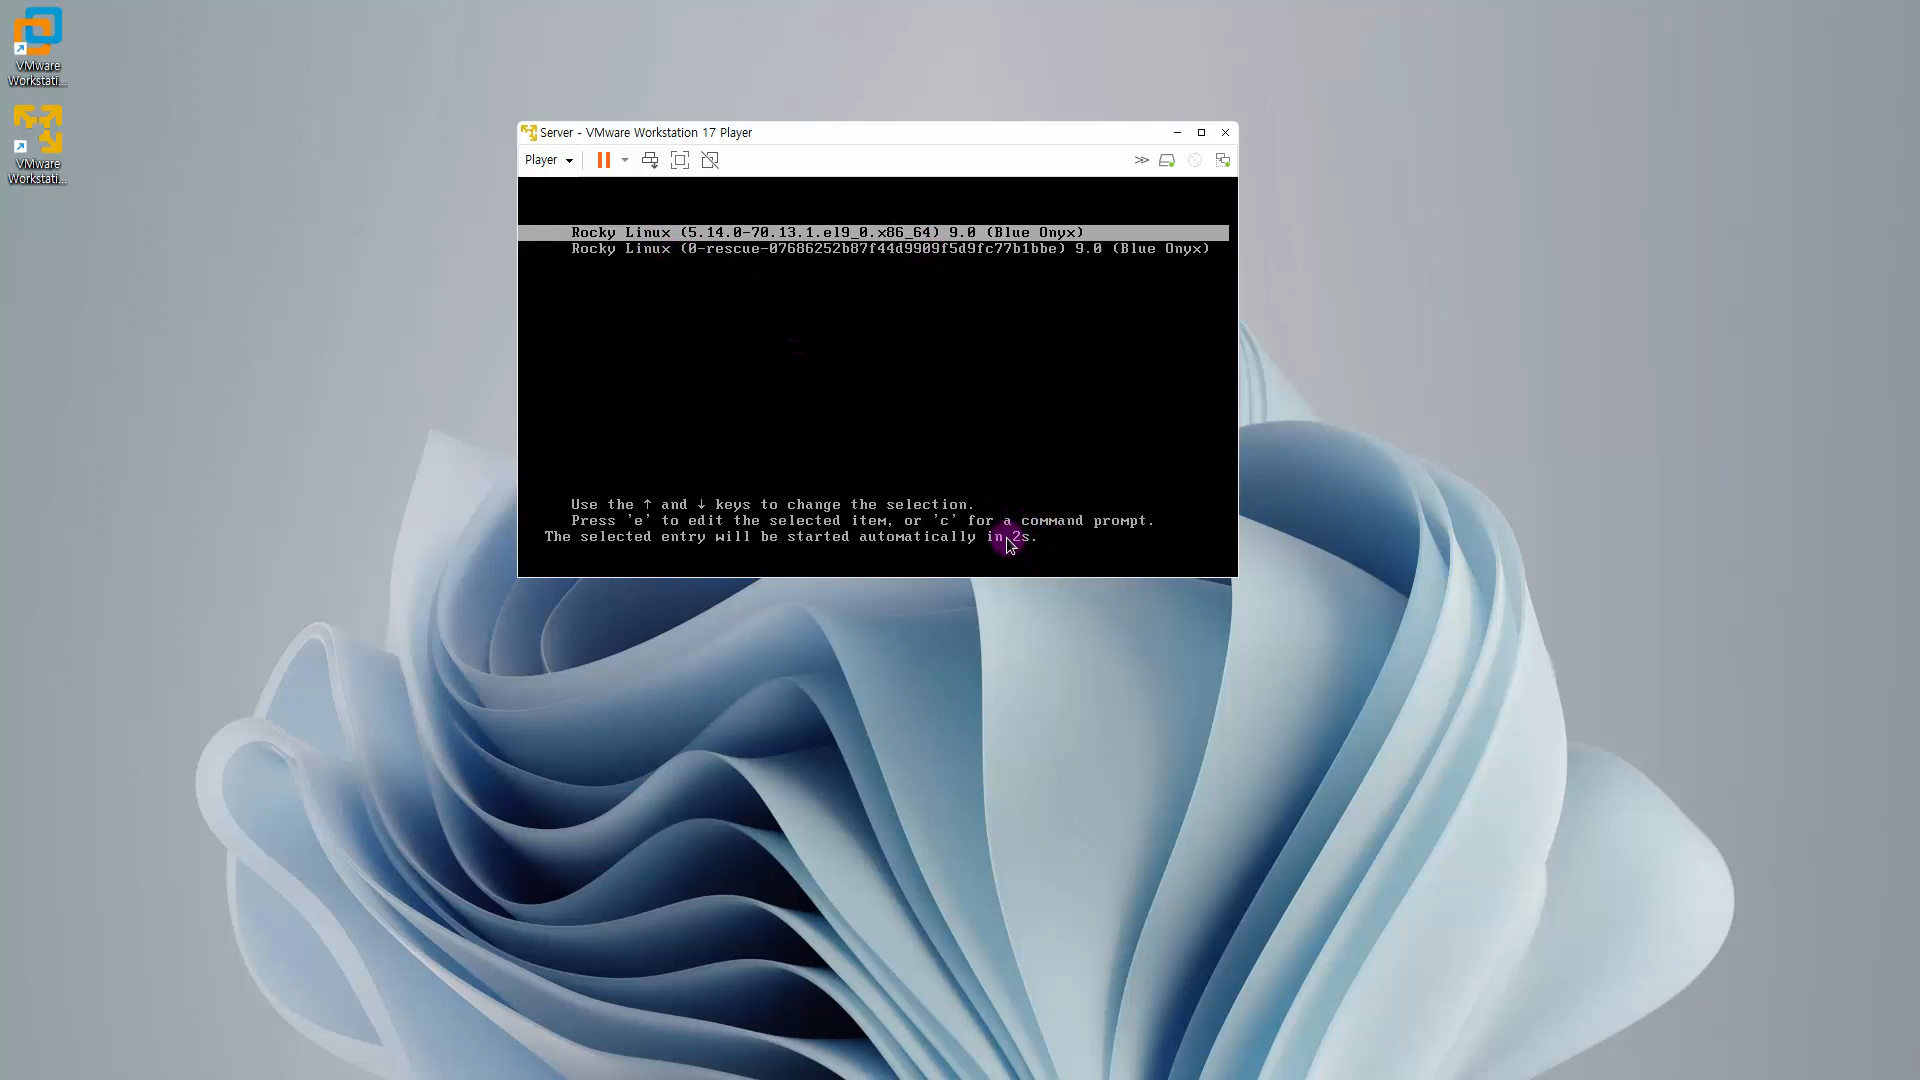 VMware
Workstati...
VMware
Workstati...
Server - VMware Workstation 17 Player
Player
Rocky Linux (5.14.0-70.13.1.el9_0.x86_64) 9.0 (Blue Onyx)
Rocky Linux (0-rescue-07686252b87f44d9909f5d9fc77b1bbe) 9.0 (Blue Onyx)
Use the ↑ and ↓ keys to change the selection.
Press 'e' to edit the selected item, or 'c' for a command prompt.
The selected entry will be started automatically in 2s.